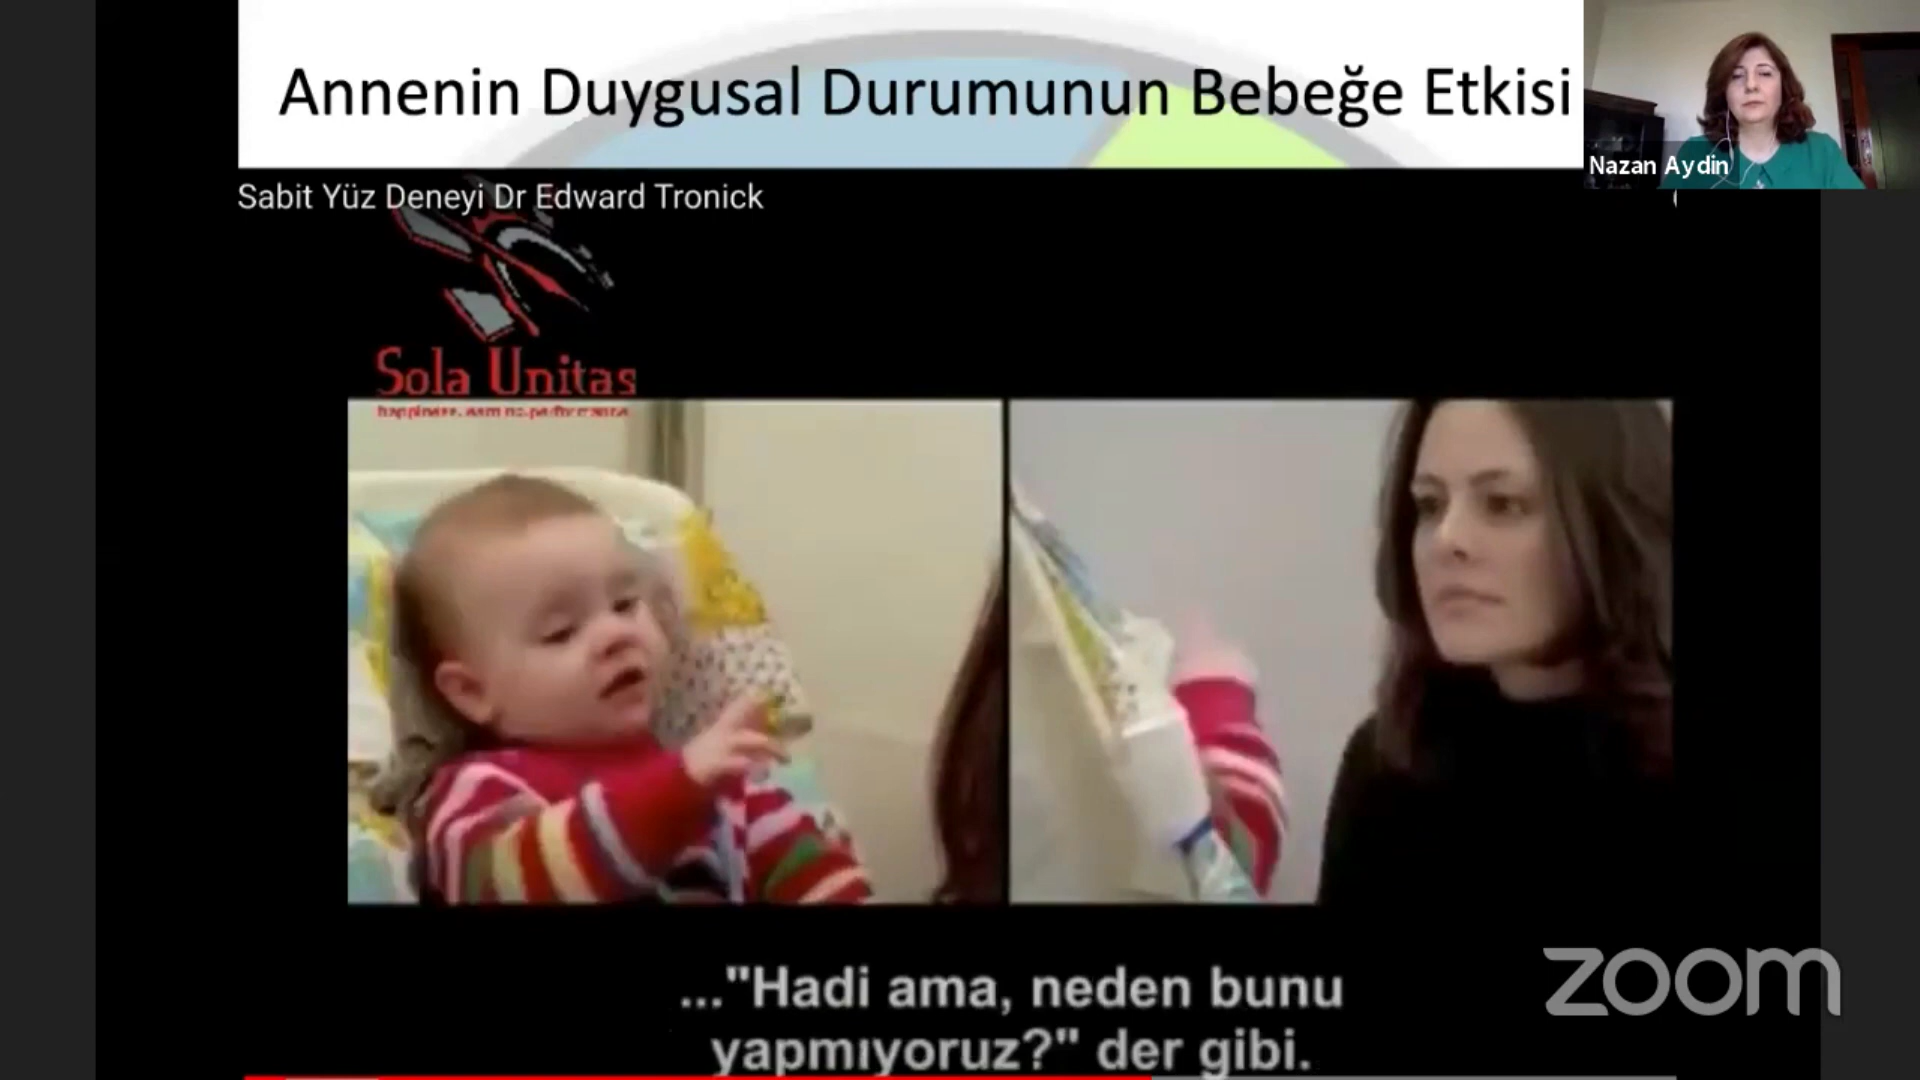 Annenin Duygusal Durumunun Bebeğe Etkisi
Nazan Aydin
Sabit Yüz Deneyi Dr Edward Tronick
Sola Unitas
..."Hadi ama, neden bunu
yapmıyoruz?" der gibi.
zoom